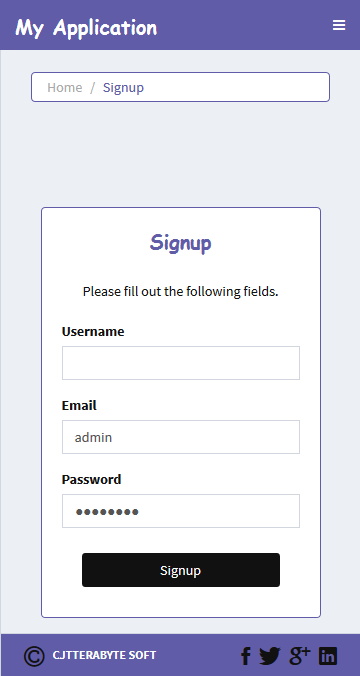 My Application
Home / Signup
Signup
Please fill out the following fields.
Username
Email
admin
Password
●●●●●●●●
Signup
© CJTTERABYTE SOFT